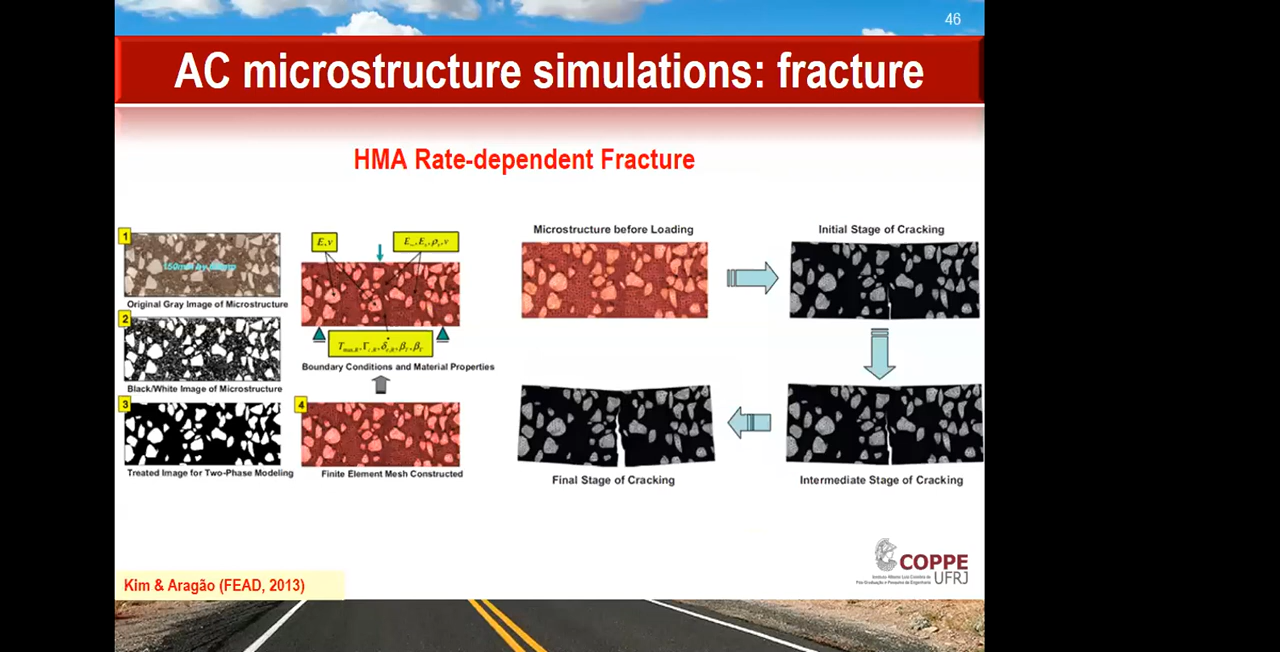 46
AC microstructure simulations: fracture
HMA Rate-dependent Fracture
1
Original Gray Image of Microstructure
2
Black/White Image of Microstructure
3
Treated Image for Two-Phase Modeling
E, ν
Boundary Conditions and Material Properties
4
Finite Element Mesh Constructed
Microstructure before Loading
Initial Stage of Cracking
Final Stage of Cracking
Intermediate Stage of Cracking
COPPE
UFRJ
Kim & Aragão (FEAD, 2013)